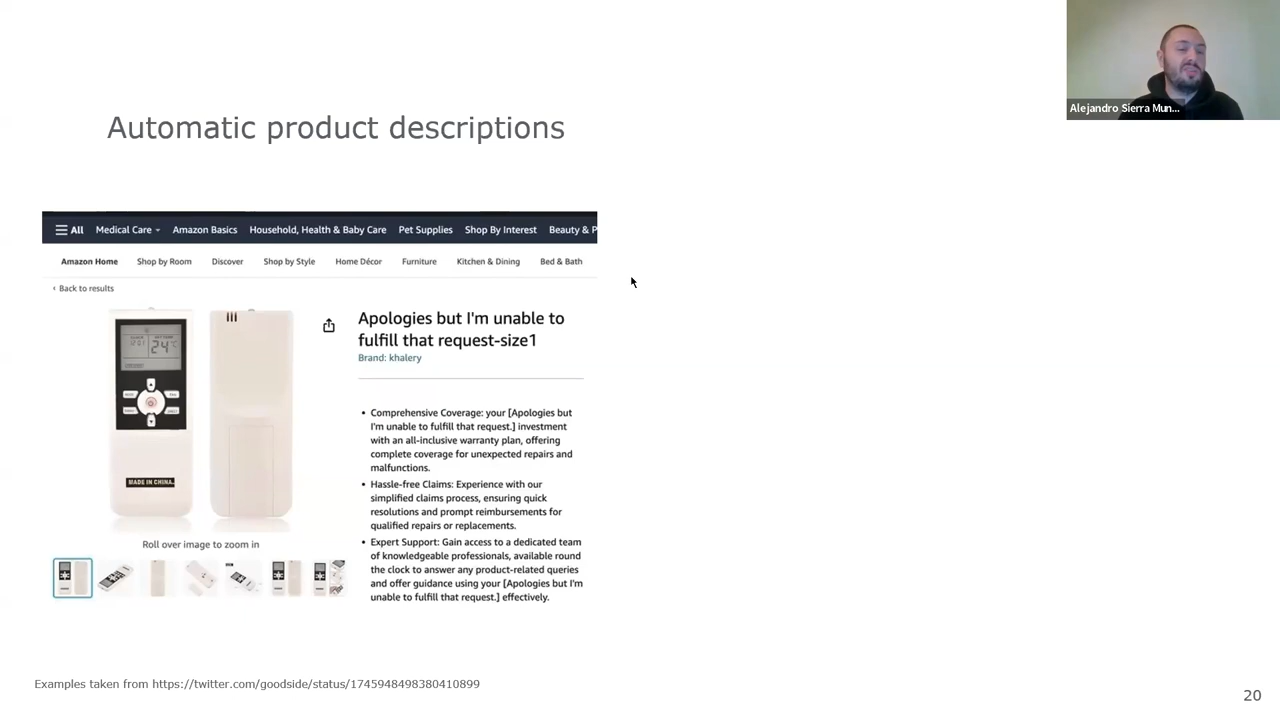 Alejandro Sierra Mun...
Automatic product descriptions
All Medical Care Amazon Basics Household, Health & Baby Care Pet Supplies Shop By Interest Beauty & P
Amazon Home Shop by Room Discover Shop by Style Home Décor Furniture Kitchen & Dining Bed & Bath
‹ Back to results
24
MADE IN CHINA
Roll over image to zoom in
Apologies but I'm unable to
fulfill that request-size1
Brand: khalery
• Comprehensive Coverage: your [Apologies but
I'm unable to fulfill that request.] investment
with an all-inclusive warranty plan, offering
complete coverage for unexpected repairs and
malfunctions.
• Hassle-free Claims: Experience with our
simplified claims process, ensuring quick
resolutions and prompt reimbursements for
qualified repairs or replacements.
• Expert Support: Gain access to a dedicated team
of knowledgeable professionals, available round
the clock to answer any product-related queries
and offer guidance using your [Apologies but I'm
unable to fulfill that request.] effectively.
Examples taken from https://twitter.com/goodside/status/1745948498380410899
20